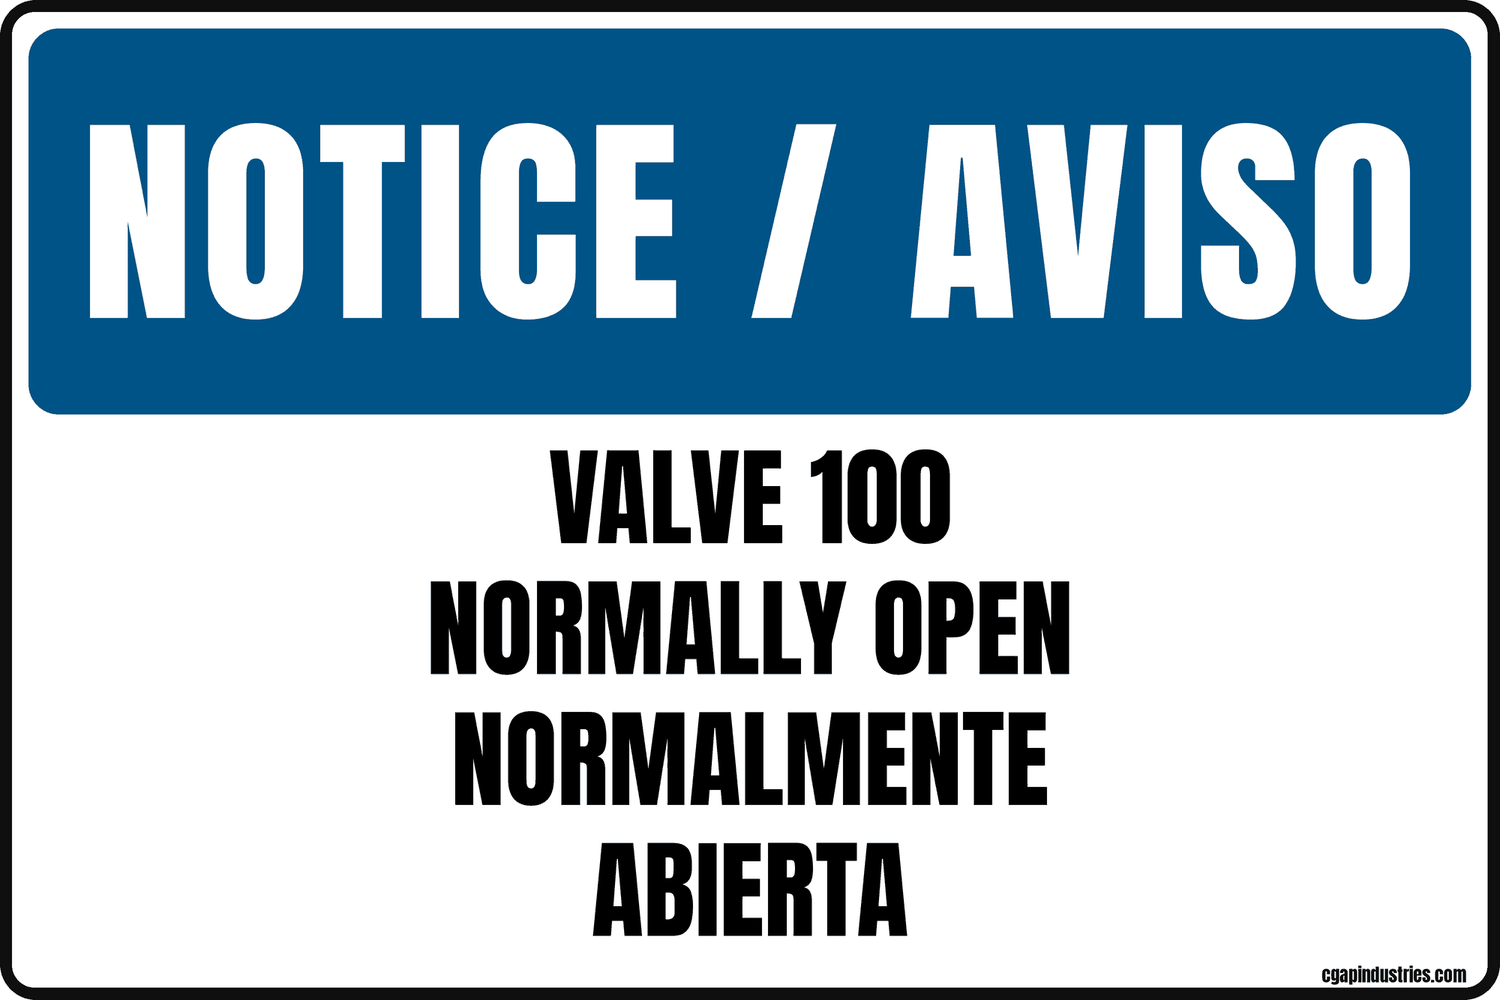 NOTICE / AVISO
VALVE 100
NORMALLY OPEN
NORMALMENTE
ABIERTA
cgapindustries.com